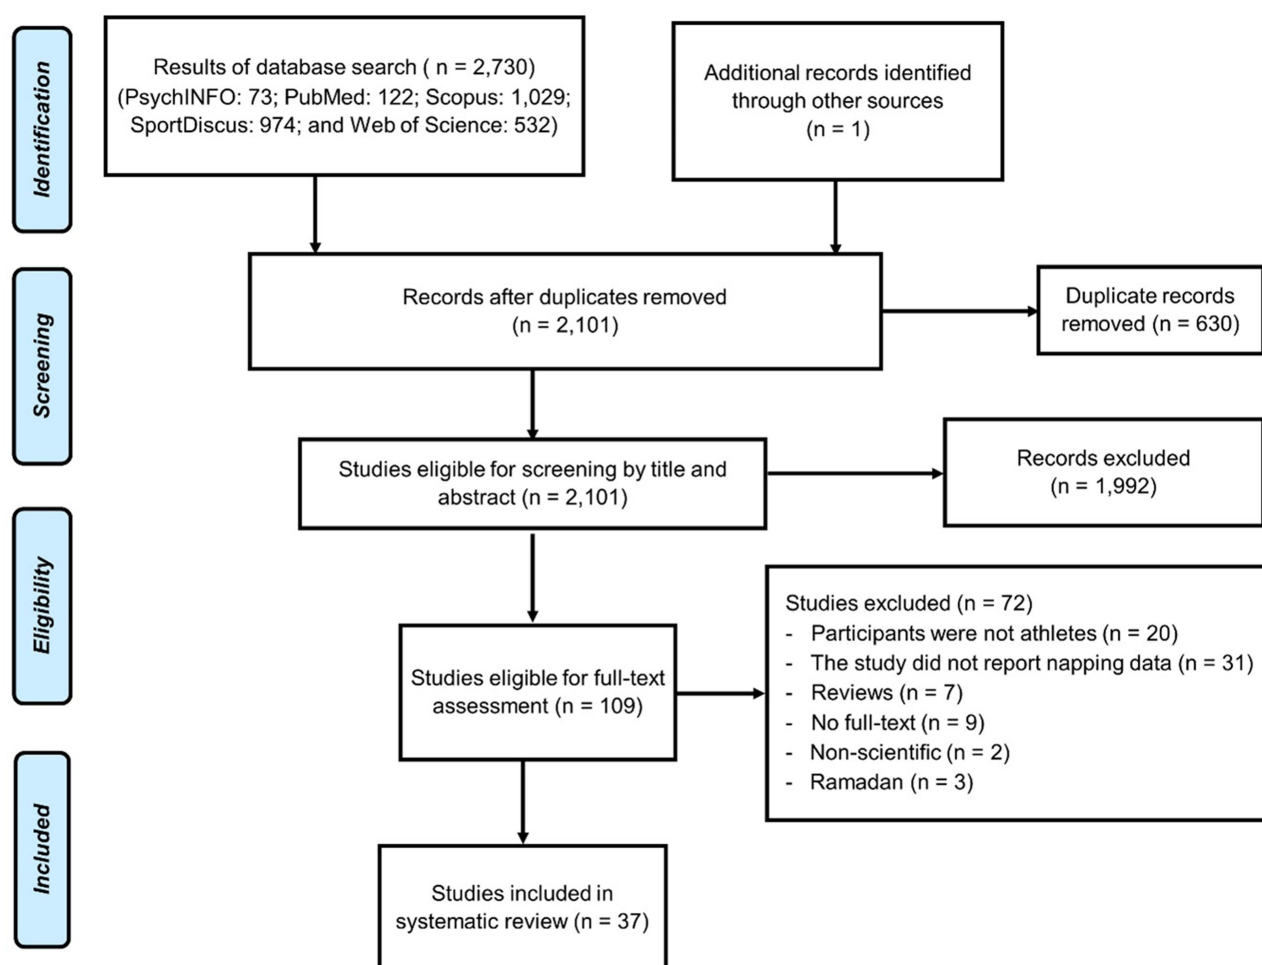 Identification
Results of database search ( n = 2,730)
(PsychINFO: 73; PubMed: 122; Scopus: 1,029;
SportDiscus: 974; and Web of Science: 532)
Additional records identified
through other sources
(n = 1)
Screening
Records after duplicates removed
(n = 2,101)
Duplicate records
removed (n = 630)
Studies eligible for screening by title and
abstract (n = 2,101)
Records excluded
(n = 1,992)
Eligibility
Studies eligible for full-text
assessment (n = 109)
Studies excluded (n = 72)
- Participants were not athletes (n = 20)
- The study did not report napping data (n = 31)
- Reviews (n = 7)
- No full-text (n = 9)
- Non-scientific (n = 2)
- Ramadan (n = 3)
Included
Studies included in
systematic review (n = 37)